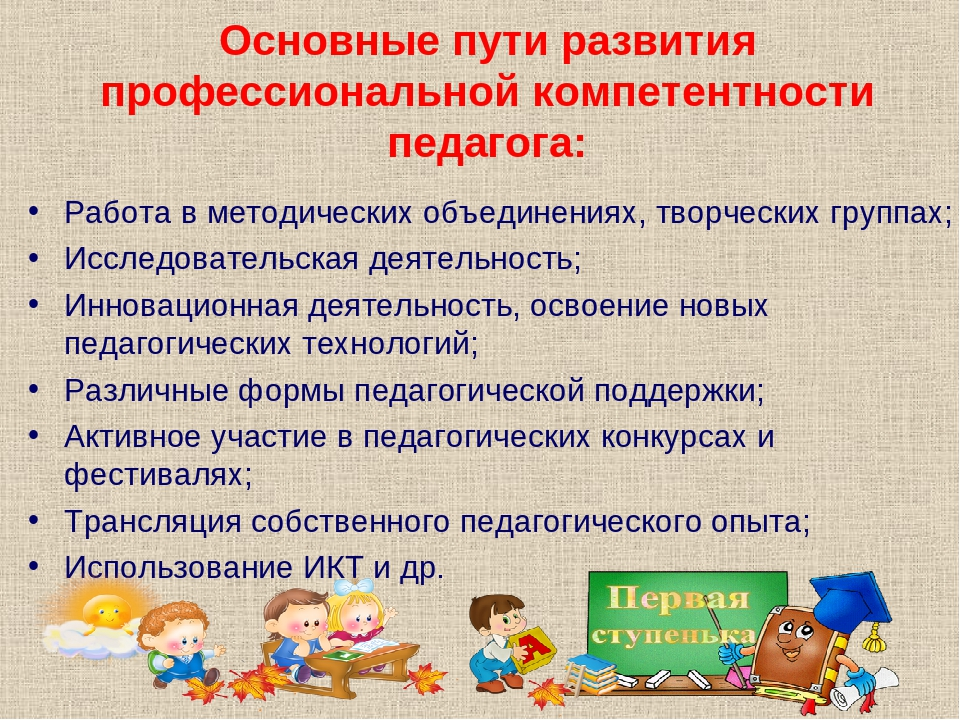 Основные пути развития
профессиональной компетентности
педагога:
• Работа в методических объединениях, творческих группах;
• Исследовательская деятельность;
• Инновационная деятельность, освоение новых
педагогических технологий;
• Различные формы педагогической поддержки;
• Активное участие в педагогических конкурсах и
фестивалях;
• Трансляция собственного педагогического опыта;
• Использование ИКТ и др.
Первая
ступенька
А